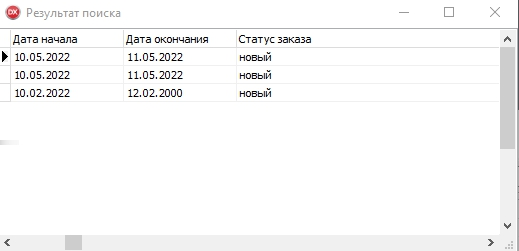 DX Результат поиска
Дата начала Дата окончания Статус заказа
10.05.2022 11.05.2022 новый
10.05.2022 11.05.2022 новый
10.02.2022 12.02.2000 новый